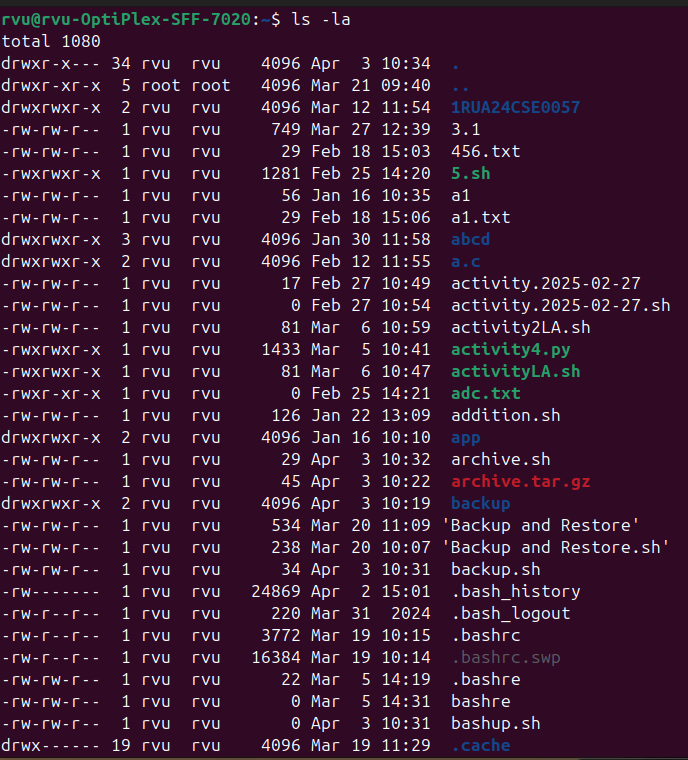 rvu@rvu-OptiPlex-SFF-7020:~$ ls -la
total 1080
drwxr-x--- 34 rvu  rvu   4096 Apr  3 10:34  .
drwxr-xr-x  5 root root  4096 Mar 21 09:40  ..
drwxrwxr-x  2 rvu  rvu   4096 Mar 12 11:54  1RUA24CSE0057
-rw-rw-r--  1 rvu  rvu    749 Mar 27 12:39  3.1
-rw-rw-r--  1 rvu  rvu     29 Feb 18 15:03  456.txt
-rwxrwxr-x  1 rvu  rvu   1281 Feb 25 14:20  5.sh
-rw-rw-r--  1 rvu  rvu     56 Jan 16 10:35  a1
-rw-rw-r--  1 rvu  rvu     29 Feb 18 15:06  a1.txt
drwxrwxr-x  3 rvu  rvu   4096 Jan 30 11:58  abcd
drwxrwxr-x  2 rvu  rvu   4096 Feb 12 11:55  a.c
-rw-rw-r--  1 rvu  rvu     17 Feb 27 10:49  activity.2025-02-27
-rw-rw-r--  1 rvu  rvu      0 Feb 27 10:54  activity.2025-02-27.sh
-rw-rw-r--  1 rvu  rvu     81 Mar  6 10:59  activity2LA.sh
-rwxrwxr-x  1 rvu  rvu   1433 Mar  5 10:41  activity4.py
-rwxrwxr-x  1 rvu  rvu     81 Mar  6 10:47  activityLA.sh
-rwxr-xr-x  1 rvu  rvu      0 Feb 25 14:21  adc.txt
-rw-rw-r--  1 rvu  rvu    126 Jan 22 13:09  addition.sh
drwxrwxr-x  2 rvu  rvu   4096 Jan 16 10:10  app
-rw-rw-r--  1 rvu  rvu     29 Apr  3 10:32  archive.sh
-rw-rw-r--  1 rvu  rvu     45 Apr  3 10:22  archive.tar.gz
drwxrwxr-x  2 rvu  rvu   4096 Apr  3 10:19  backup
-rw-rw-r--  1 rvu  rvu    534 Mar 20 11:09 'Backup and Restore'
-rw-rw-r--  1 rvu  rvu    238 Mar 20 10:07 'Backup and Restore.sh'
-rw-rw-r--  1 rvu  rvu     34 Apr  3 10:31  backup.sh
-rw-------  1 rvu  rvu  24869 Apr  2 15:01  .bash_history
-rw-r--r--  1 rvu  rvu    220 Mar 31  2024  .bash_logout
-rw-r--r--  1 rvu  rvu   3772 Mar 19 10:15  .bashrc
-rw-r--r--  1 rvu  rvu  16384 Mar 19 10:14  .bashrc.swp
-rw-rw-r--  1 rvu  rvu     22 Mar  5 14:19  .bashre
-rw-rw-r--  1 rvu  rvu      0 Mar  5 14:31  bashre
-rw-rw-r--  1 rvu  rvu      0 Apr  3 10:31  bashup.sh
drwx------ 19 rvu  rvu   4096 Mar 19 11:29  .cache